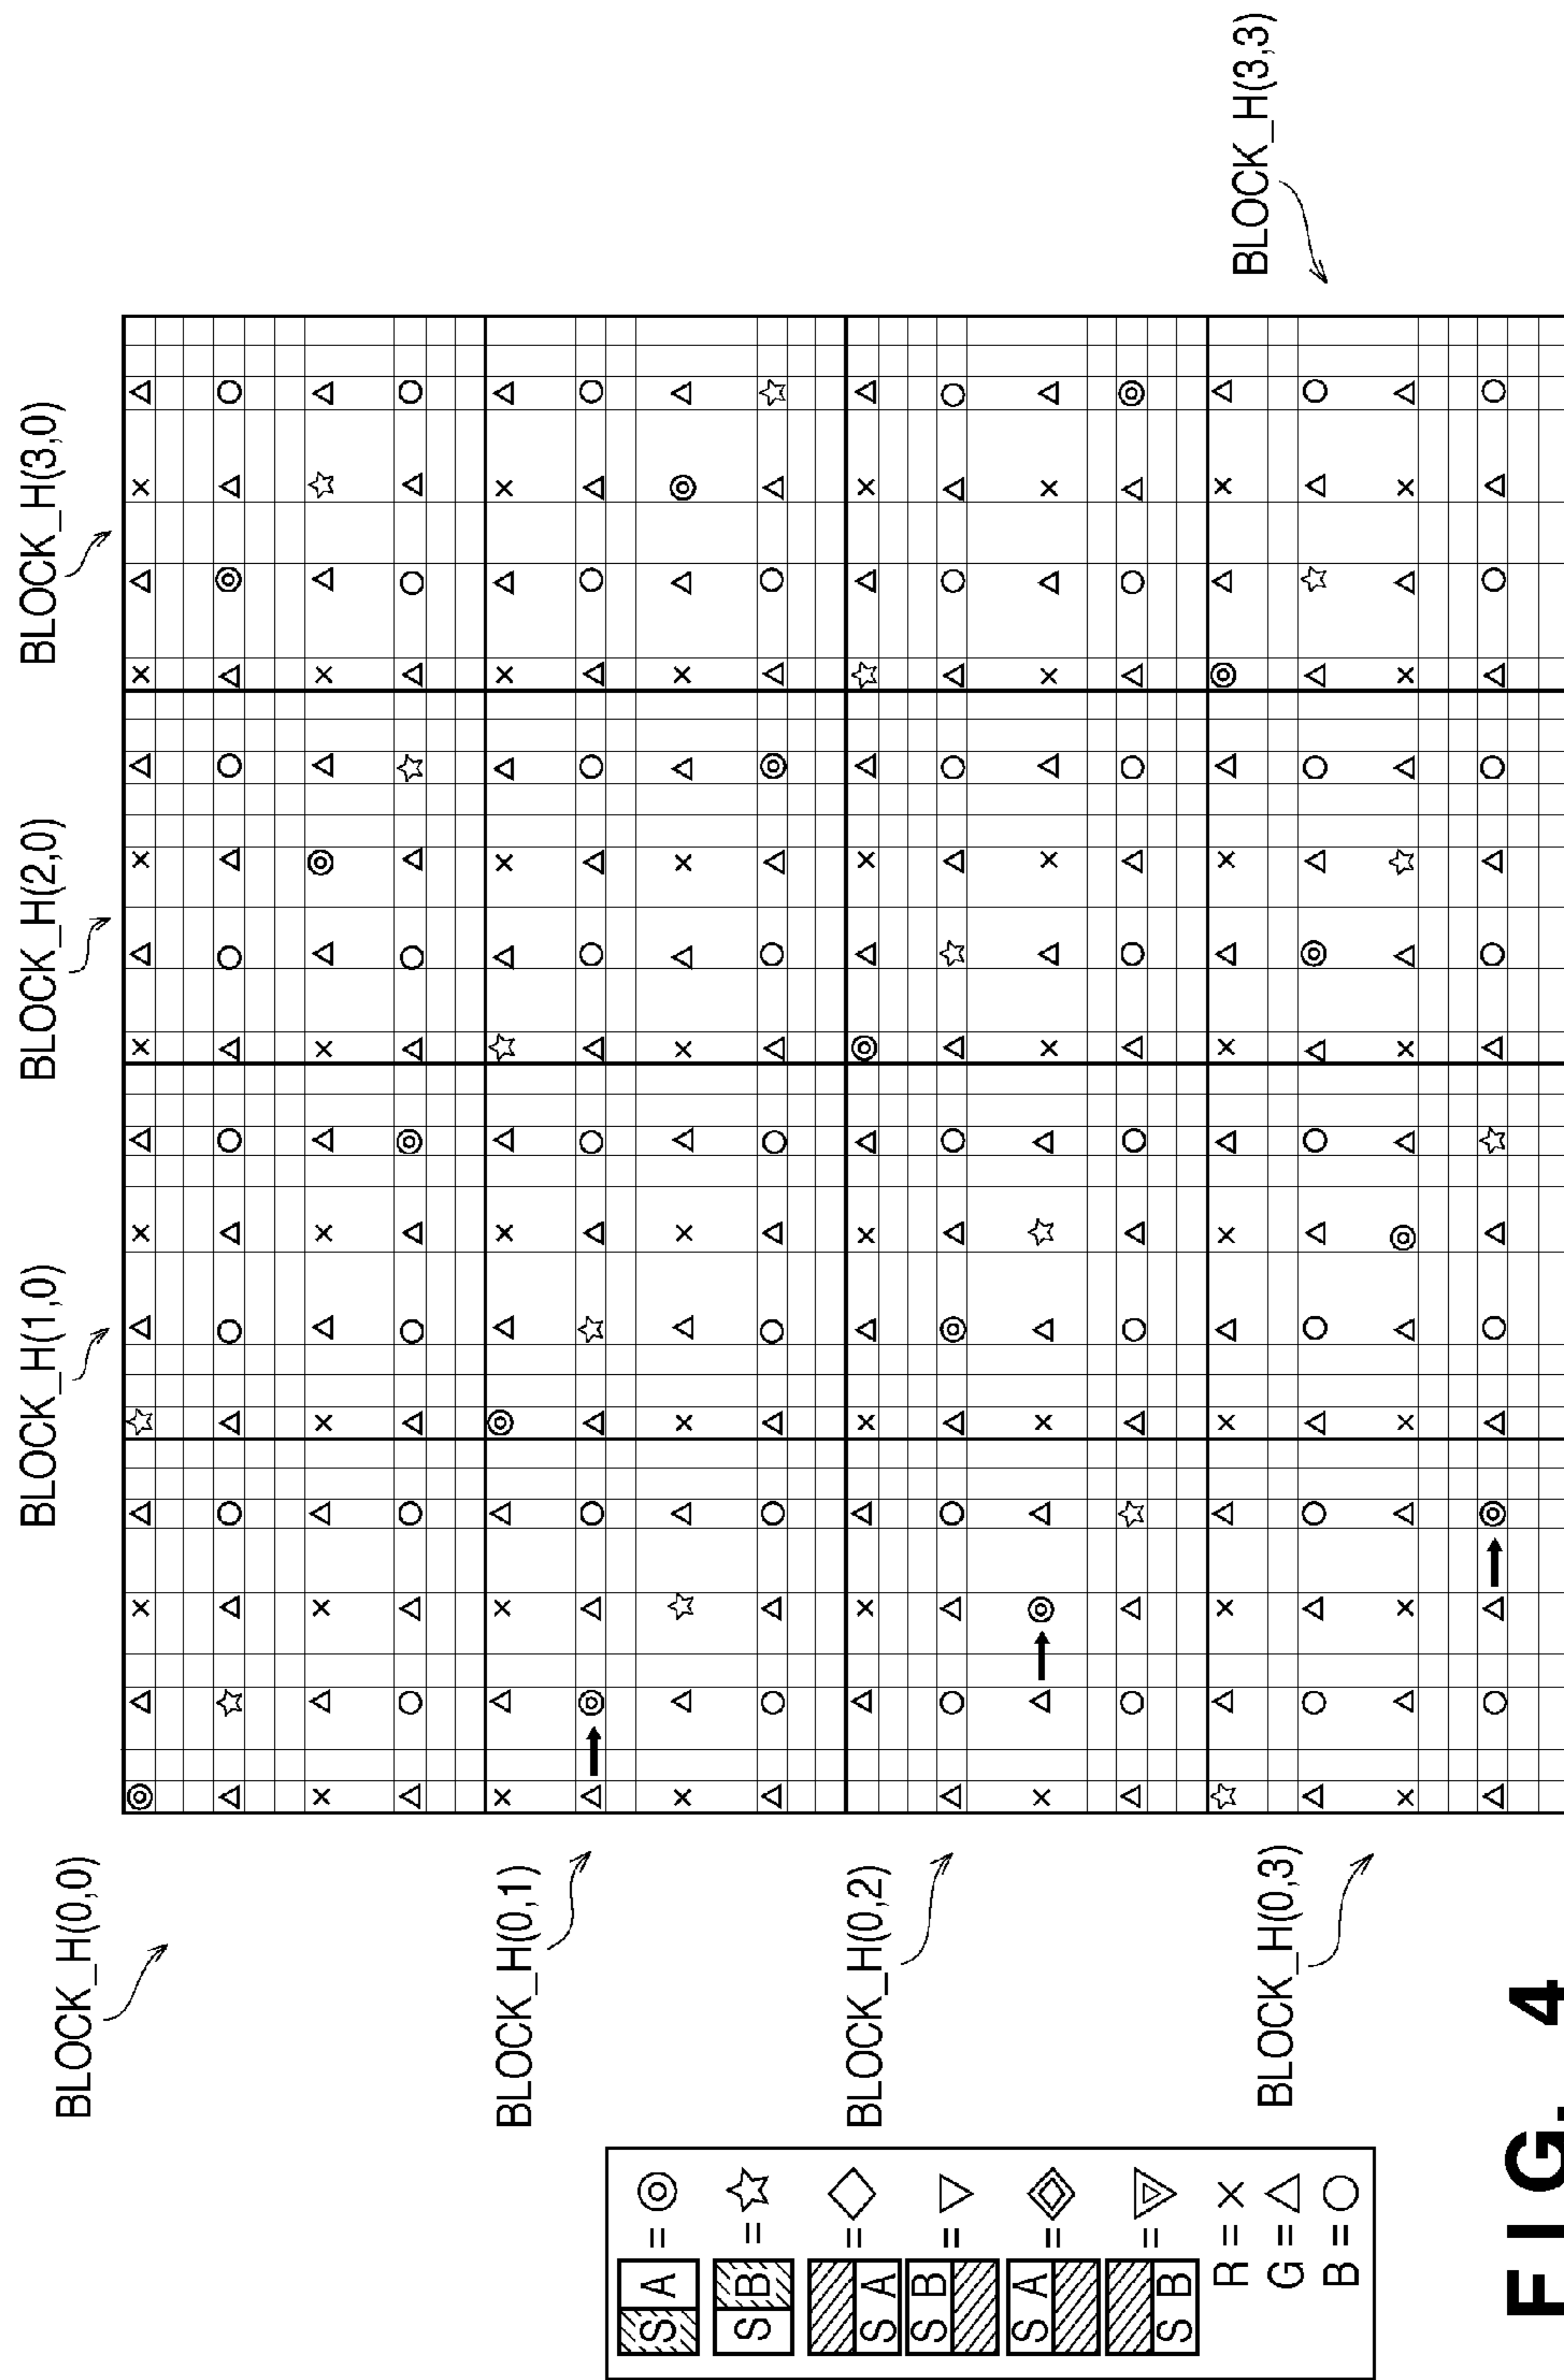 BLOCK_H(0,0)
BLOCK_H(1,0)
BLOCK_H(2,0)
BLOCK_H(3,0)
BLOCK_H(0,1)
BLOCK_H(0,2)
BLOCK_H(0,3)
BLOCK_H(3,3)
S A =
S B =
S A =
S B =
S A =
S B =
R = ×
G = △
B = ○
FIG. 4